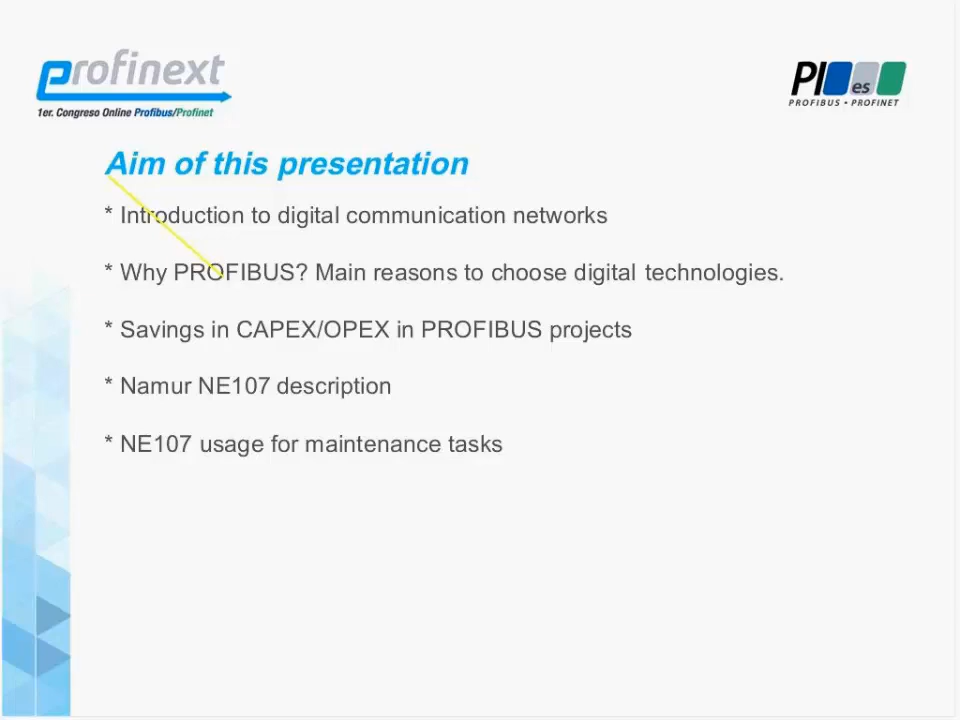 profinext
1er. Congreso Online Profibus/Profinet
PI es
PROFIBUS • PROFINET
Aim of this presentation
* Introduction to digital communication networks
* Why PROFIBUS? Main reasons to choose digital technologies.
* Savings in CAPEX/OPEX in PROFIBUS projects
* Namur NE107 description
* NE107 usage for maintenance tasks